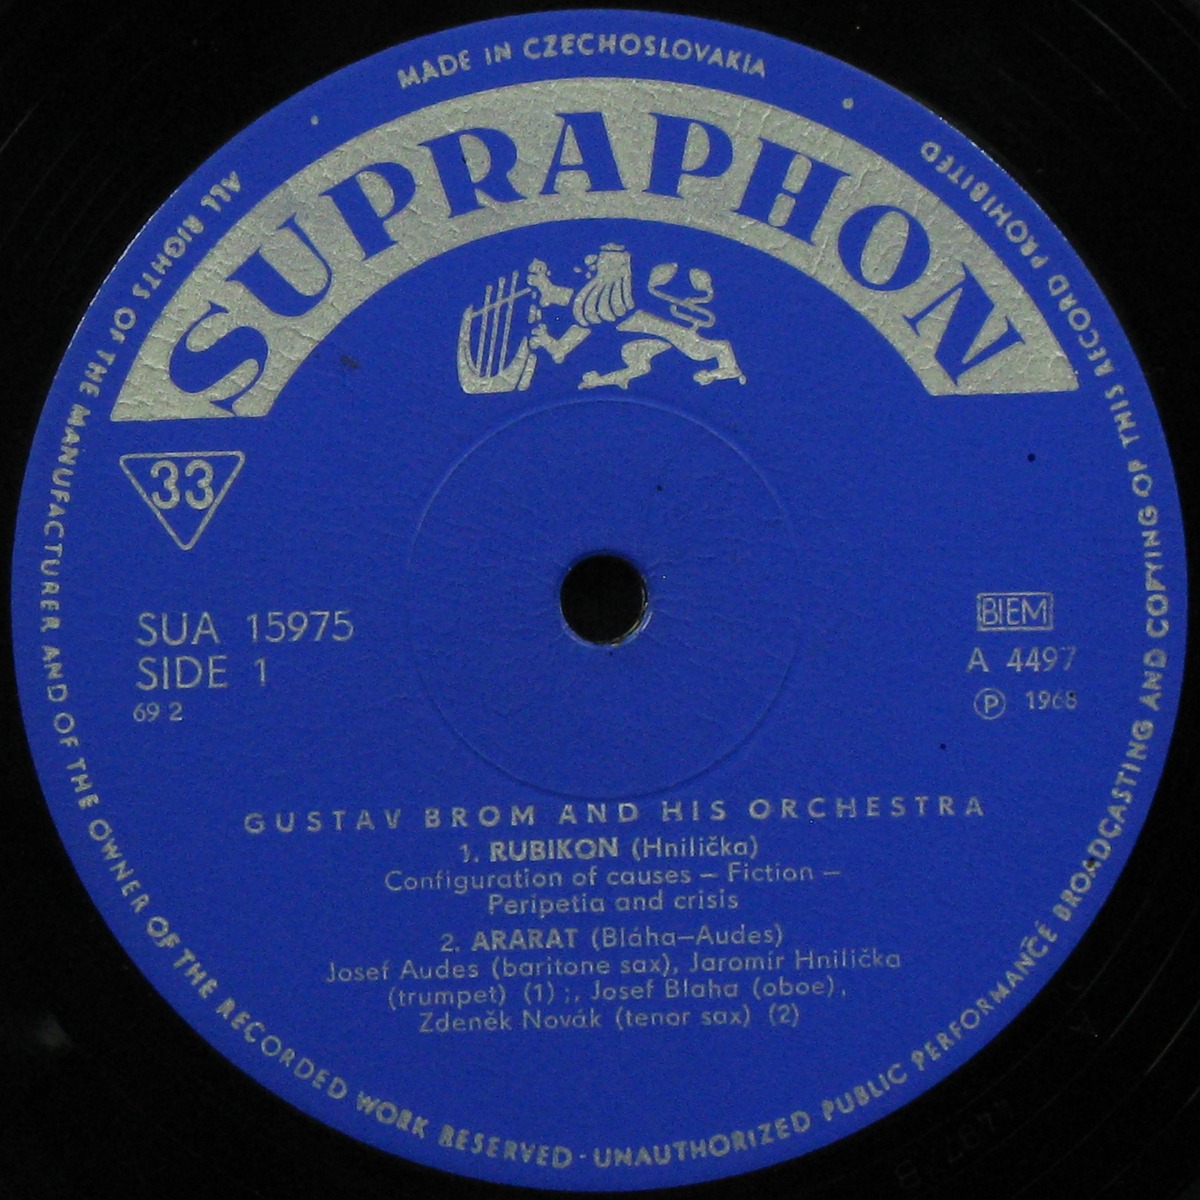 MADE IN CZECHOSLOVAKIA
SUPRAPHON
33
SUA 15975
SIDE 1
69 2
BIEM
A 4497
Ⓟ 1968
GUSTAV BROM AND HIS ORCHESTRA
1. RUBIKON (Hnilička)
Configuration of causes – Fiction –
Peripetia and crisis
2. ARARAT (Bláha–Audes)
Josef Audes (baritone sax), Jaromír Hnilička
(trumpet) (1) ;, Josef Blaha (oboe),
Zdeněk Novák (tenor sax) (2)
ALL RIGHTS OF THE MANUFACTURER AND OF THE OWNER OF THE RECORDED WORK RESERVED · UNAUTHORIZED PUBLIC PERFORMANCE BROADCASTING AND COPYING OF THIS RECORD PROHIBITED